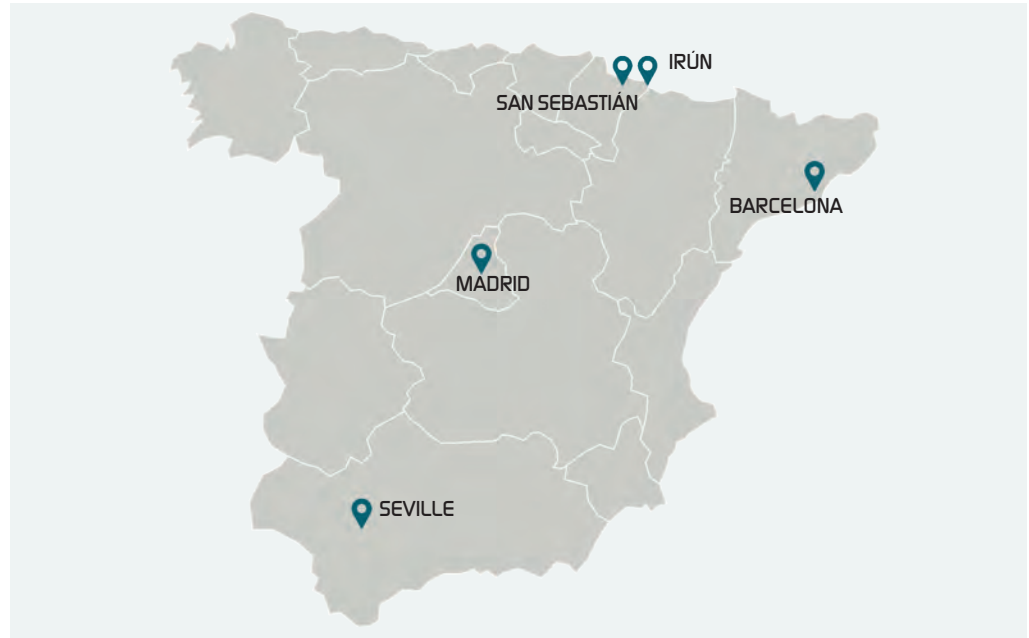 IRÚN
SAN SEBASTIÁN
BARCELONA
MADRID
SEVILLE